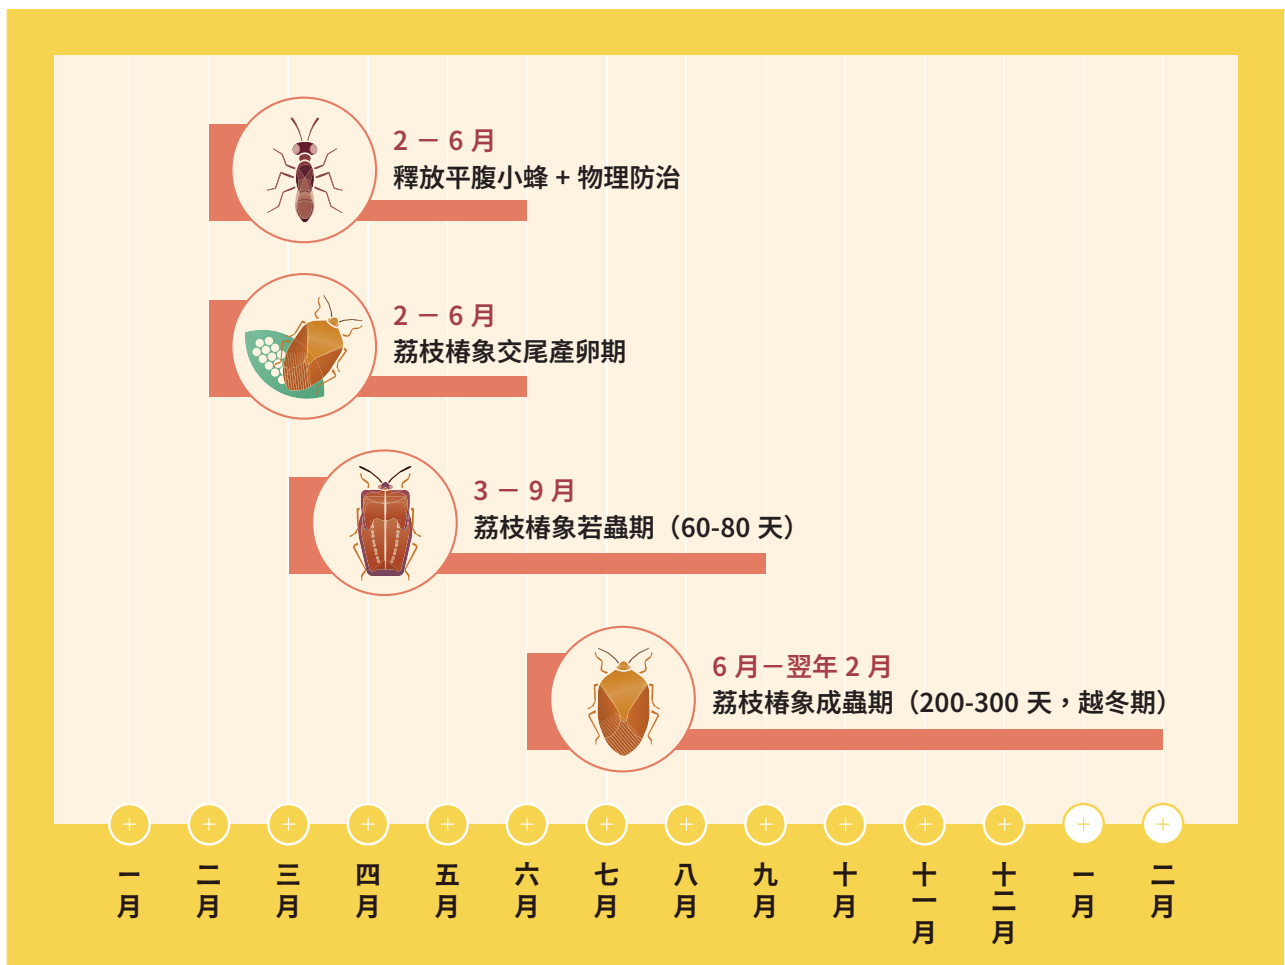 2 － 6 月
釋放平腹小蜂 + 物理防治
2 － 6 月
荔枝椿象交尾產卵期
3 － 9 月
荔枝椿象若蟲期（60-80 天）
6 月－翌年 2 月
荔枝椿象成蟲期（200-300 天，越冬期）
一月
二月
三月
四月
五月
六月
七月
八月
九月
十月
十一月
十二月
一月
二月